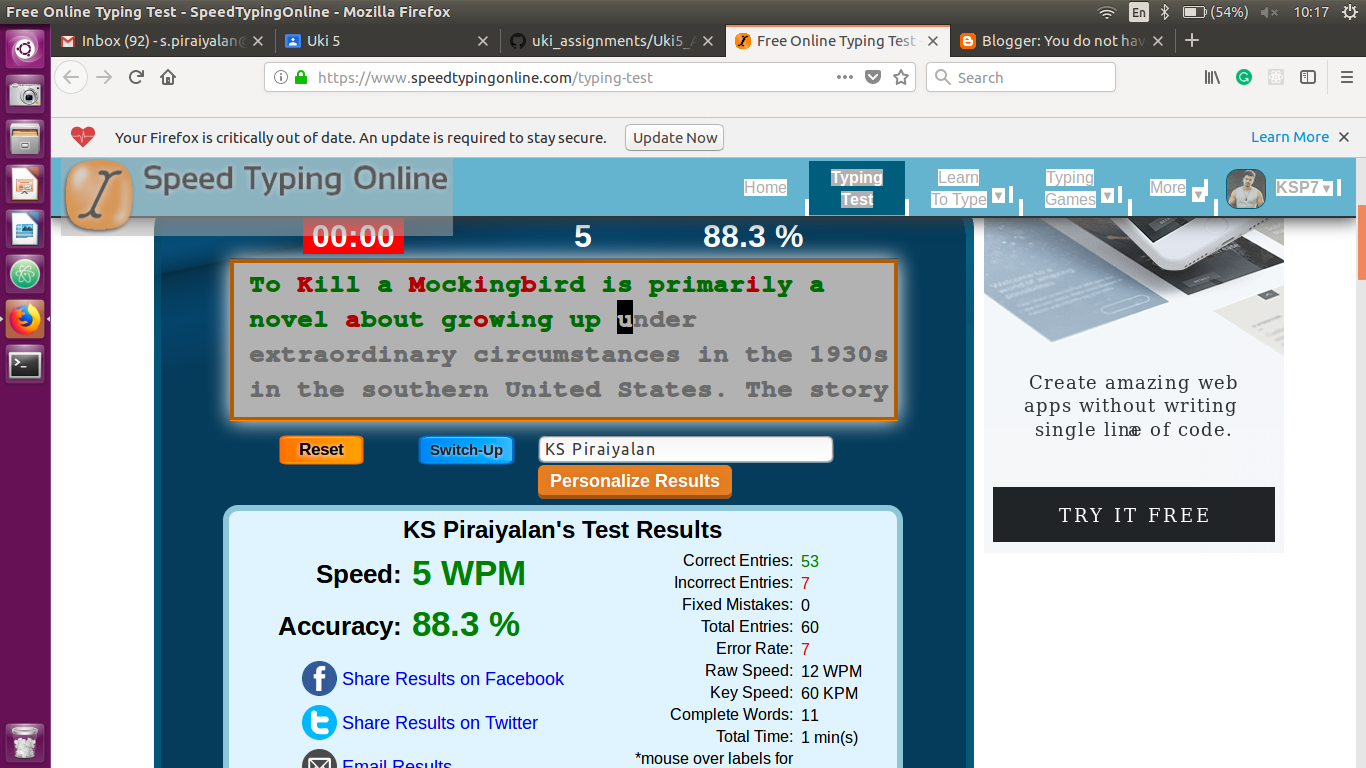 Free Online Typing Test - SpeedTypingOnline - Mozilla Firefox
En (54%) 10:17
Inbox (92) - s.piraiyalan@ Uki 5 uki_assignments/Uki5_A Free Online Typing Test - Blogger: You do not hav
https://www.speedtypingonline.com/typing-test Search
Your Firefox is critically out of date. An update is required to stay secure. Update Now Learn More
Speed Typing Online
Home Typing Test Learn To Type Typing Games More KSP7
00:00 5 88.3 %
To Kill a Mockingbird is primarily a
novel about growing up under
extraordinary circumstances in the 1930s
in the southern United States. The story
Reset Switch-Up KS Piraiyalan
Personalize Results
KS Piraiyalan's Test Results
Speed: 5 WPM
Accuracy: 88.3 %
Share Results on Facebook
Share Results on Twitter
Email Results
Correct Entries: 53
Incorrect Entries: 7
Fixed Mistakes: 0
Total Entries: 60
Error Rate: 7
Raw Speed: 12 WPM
Key Speed: 60 KPM
Complete Words: 11
Total Time: 1 min(s)
*mouse over labels for
Create amazing web
apps without writing
single line of code.
TRY IT FREE